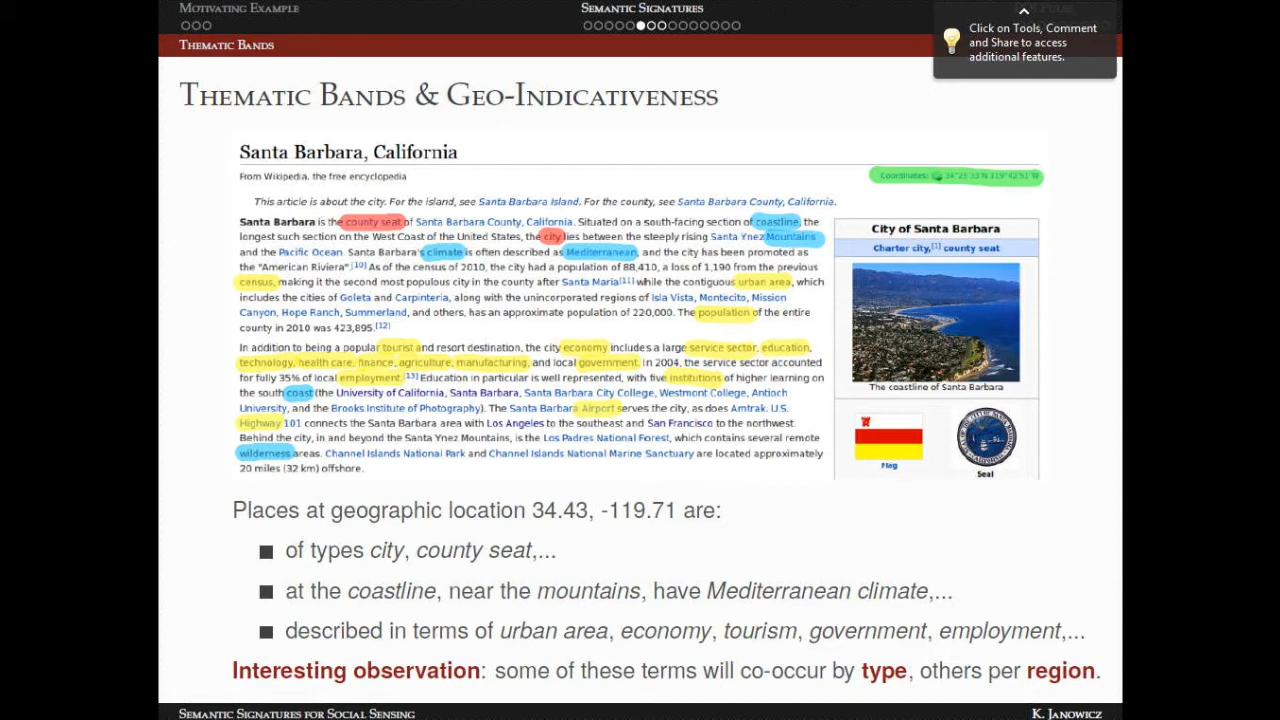 MOTIVATING EXAMPLE
SEMANTIC SIGNATURES
THEMATIC BANDS
Click on Tools, Comment
and Share to access
additional features.
THEMATIC BANDS & GEO-INDICATIVENESS
Santa Barbara, California
From Wikipedia, the free encyclopedia
Coordinates: 34°25′33″N 119°42′51″W
This article is about the city. For the island, see Santa Barbara Island. For the county, see Santa Barbara County, California.
Santa Barbara is the county seat of Santa Barbara County, California. Situated on a south-facing section of coastline, the
longest such section on the West Coast of the United States, the city lies between the steeply rising Santa Ynez Mountains
and the Pacific Ocean. Santa Barbara's climate is often described as Mediterranean, and the city has been promoted as
the "American Riviera".[10] As of the census of 2010, the city had a population of 88,410, a loss of 1,190 from the previous
census, making it the second most populous city in the county after Santa Maria[11] while the contiguous urban area, which
includes the cities of Goleta and Carpinteria, along with the unincorporated regions of Isla Vista, Montecito, Mission
Canyon, Hope Ranch, Summerland, and others, has an approximate population of 220,000. The population of the entire
county in 2010 was 423,895.[12]
In addition to being a popular tourist and resort destination, the city economy includes a large service sector, education,
technology, health care, finance, agriculture, manufacturing, and local government. In 2004, the service sector accounted
for fully 35% of local employment.[13] Education in particular is well represented, with five institutions of higher learning on
the south coast (the University of California, Santa Barbara, Santa Barbara City College, Westmont College, Antioch
University, and the Brooks Institute of Photography). The Santa Barbara Airport serves the city, as does Amtrak. U.S.
Highway 101 connects the Santa Barbara area with Los Angeles to the southeast and San Francisco to the northwest.
Behind the city, in and beyond the Santa Ynez Mountains, is the Los Padres National Forest, which contains several remote
wilderness areas. Channel Islands National Park and Channel Islands National Marine Sanctuary are located approximately
20 miles (32 km) offshore.
City of Santa Barbara
Charter city,[1] county seat
The coastline of Santa Barbara
Flag
Seal
Places at geographic location 34.43, -119.71 are:
of types city, county seat,...
at the coastline, near the mountains, have Mediterranean climate,...
described in terms of urban area, economy, tourism, government, employment,...
Interesting observation: some of these terms will co-occur by type, others per region.
SEMANTIC SIGNATURES FOR SOCIAL SENSING
K. JANOWICZ